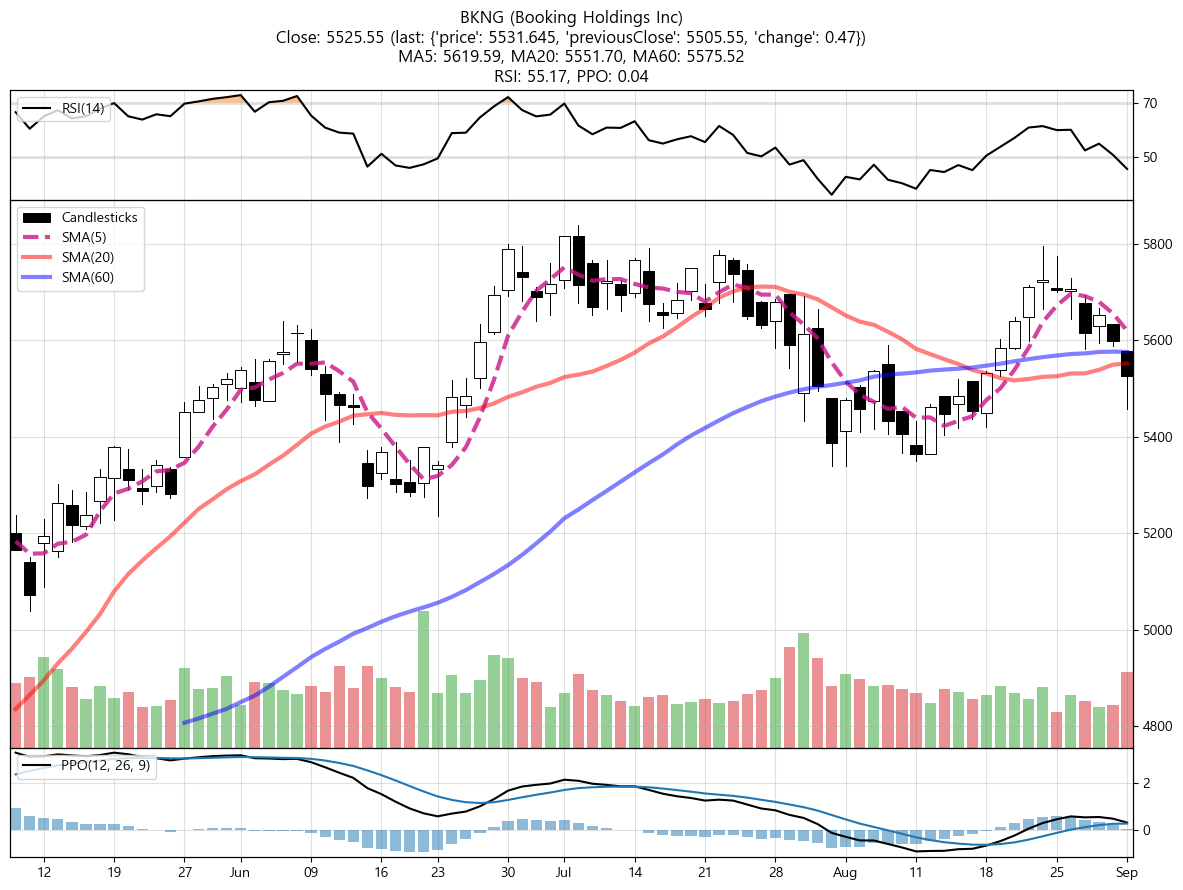 BKNG (Booking Holdings Inc)
Close: 5525.55 (last: {'price': 5531.645, 'previousClose': 5505.55, 'change': 0.47})
MA5: 5619.59, MA20: 5551.70, MA60: 5575.52
RSI: 55.17, PPO: 0.04
RSI(14)
70
50
Candlesticks
SMA(5)
SMA(20)
SMA(60)
5800
5600
5400
5200
5000
4800
PPO(12, 26, 9)
2
0
12 19 27 Jun 09 16 23 30 Jul 14 21 28 Aug 11 18 25 Sep